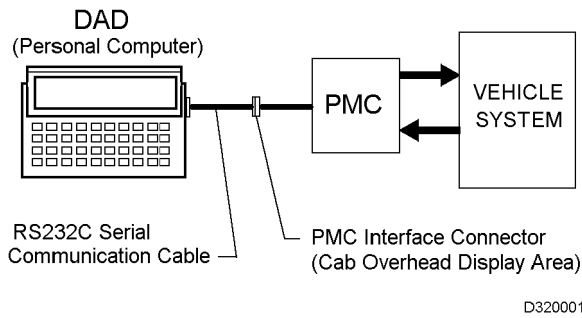 DAD
(Personal Computer)
PMC
VEHICLE
SYSTEM
RS232C Serial
Communication Cable
PMC Interface Connector
(Cab Overhead Display Area)
D320001